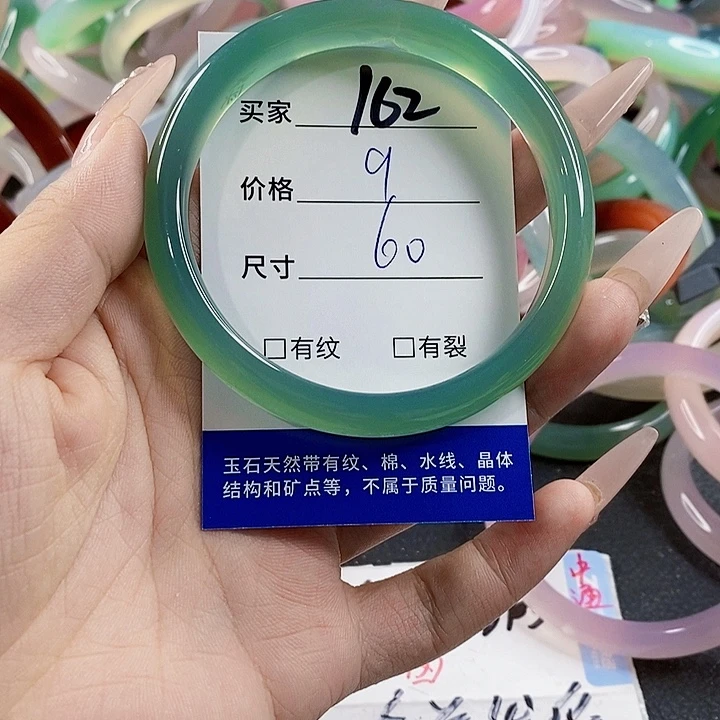 买家 162
价格 9
尺寸 60
□有纹 □有裂
玉石天然带有纹、棉、水线、晶体
结构和矿点等，不属于质量问题。
中通